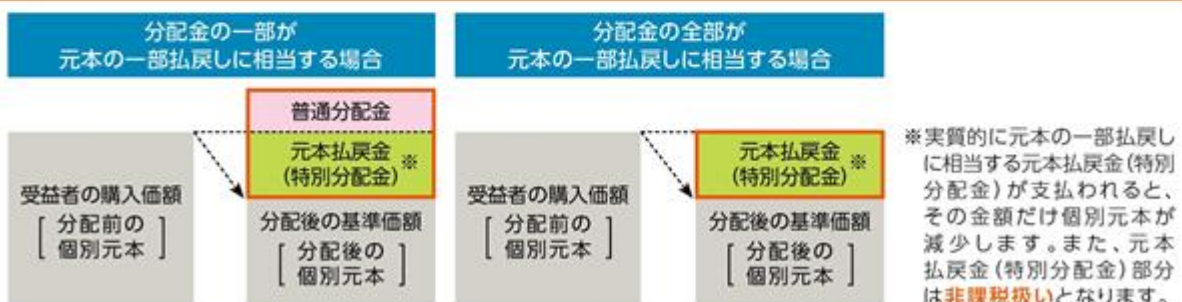 分配金の一部が
元本の一部払戻しに相当する場合
受益者の購入価額
[ 分配前の
個別元本 ]
普通分配金
元本払戻金 ※
(特別分配金)
分配後の基準価額
[ 分配後の
個別元本 ]
分配金の全部が
元本の一部払戻しに相当する場合
受益者の購入価額
[ 分配前の
個別元本 ]
元本払戻金 ※
(特別分配金)
分配後の基準価額
[ 分配後の
個別元本 ]
※実質的に元本の一部払戻し
に相当する元本払戻金(特別
分配金)が支払われると、
その金額だけ個別元本が
減少します。また、元本
払戻金(特別分配金)部分
は非課税扱いとなります。